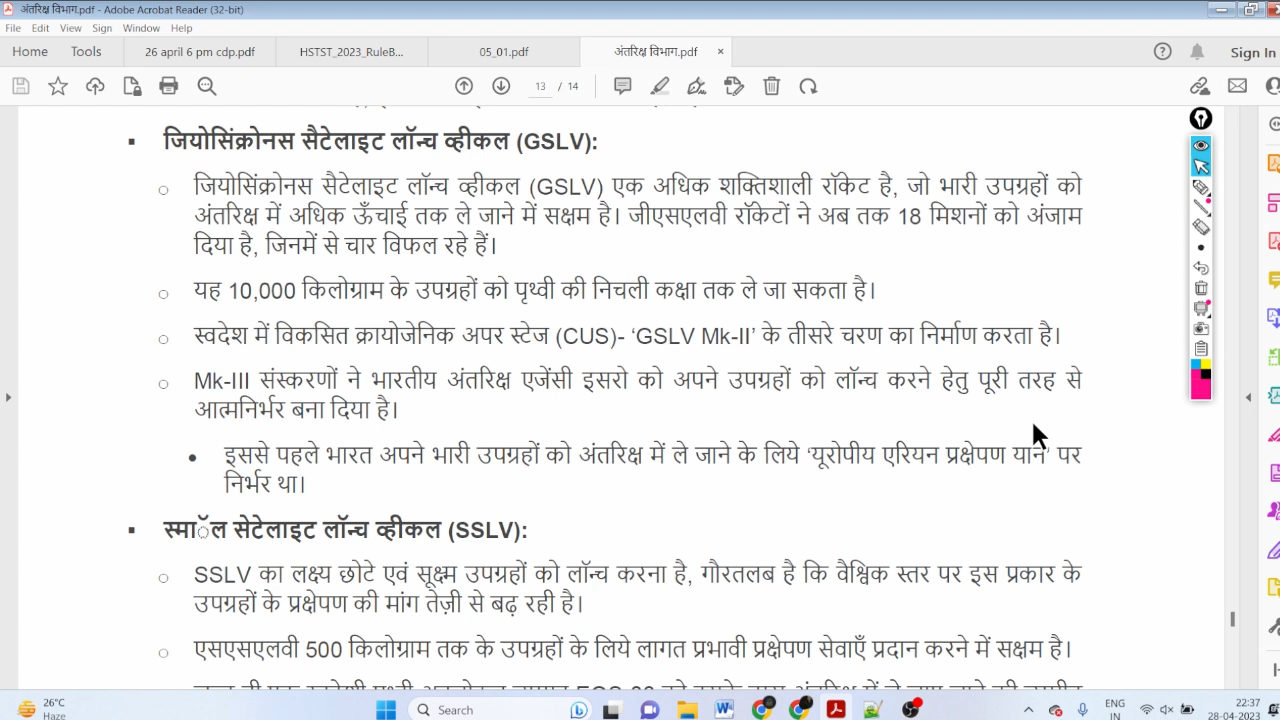 अंतरिक्ष विभाग.pdf - Adobe Acrobat Reader (32-bit)
File Edit View Sign Window Help
Home Tools 26 april 6 pm cdp.pdf HSTST_2023_RuleB... 05_01.pdf अंतरिक्ष विभाग.pdf × Sign In
13 / 14
▪ जियोसिंक्रोनस सैटेलाइट लॉन्च व्हीकल (GSLV):
○ जियोसिंक्रोनस सैटेलाइट लॉन्च व्हीकल (GSLV) एक अधिक शक्तिशाली रॉकेट है, जो भारी उपग्रहों को
अंतरिक्ष में अधिक ऊँचाई तक ले जाने में सक्षम है। जीएसएलवी रॉकेटों ने अब तक 18 मिशनों को अंजाम
दिया है, जिनमें से चार विफल रहे हैं।
○ यह 10,000 किलोग्राम के उपग्रहों को पृथ्वी की निचली कक्षा तक ले जा सकता है।
○ स्वदेश में विकसित क्रायोजेनिक अपर स्टेज (CUS)- ‘GSLV Mk-II’ के तीसरे चरण का निर्माण करता है।
○ Mk-III संस्करणों ने भारतीय अंतरिक्ष एजेंसी इसरो को अपने उपग्रहों को लॉन्च करने हेतु पूरी तरह से
आत्मनिर्भर बना दिया है।
• इससे पहले भारत अपने भारी उपग्रहों को अंतरिक्ष में ले जाने के लिये ‘यूरोपीय एरियन प्रक्षेपण यान’ पर
निर्भर था।
▪ स्माॅल सेटेलाइट लॉन्च व्हीकल (SSLV):
○ SSLV का लक्ष्य छोटे एवं सूक्ष्म उपग्रहों को लॉन्च करना है, गौरतलब है कि वैश्विक स्तर पर इस प्रकार के
उपग्रहों के प्रक्षेपण की मांग तेज़ी से बढ़ रही है।
○ एसएसएलवी 500 किलोग्राम तक के उपग्रहों के लिये लागत प्रभावी प्रक्षेपण सेवाएँ प्रदान करने में सक्षम है।
26°C
Haze
Search
ENG
IN
22:37
28-04-2023